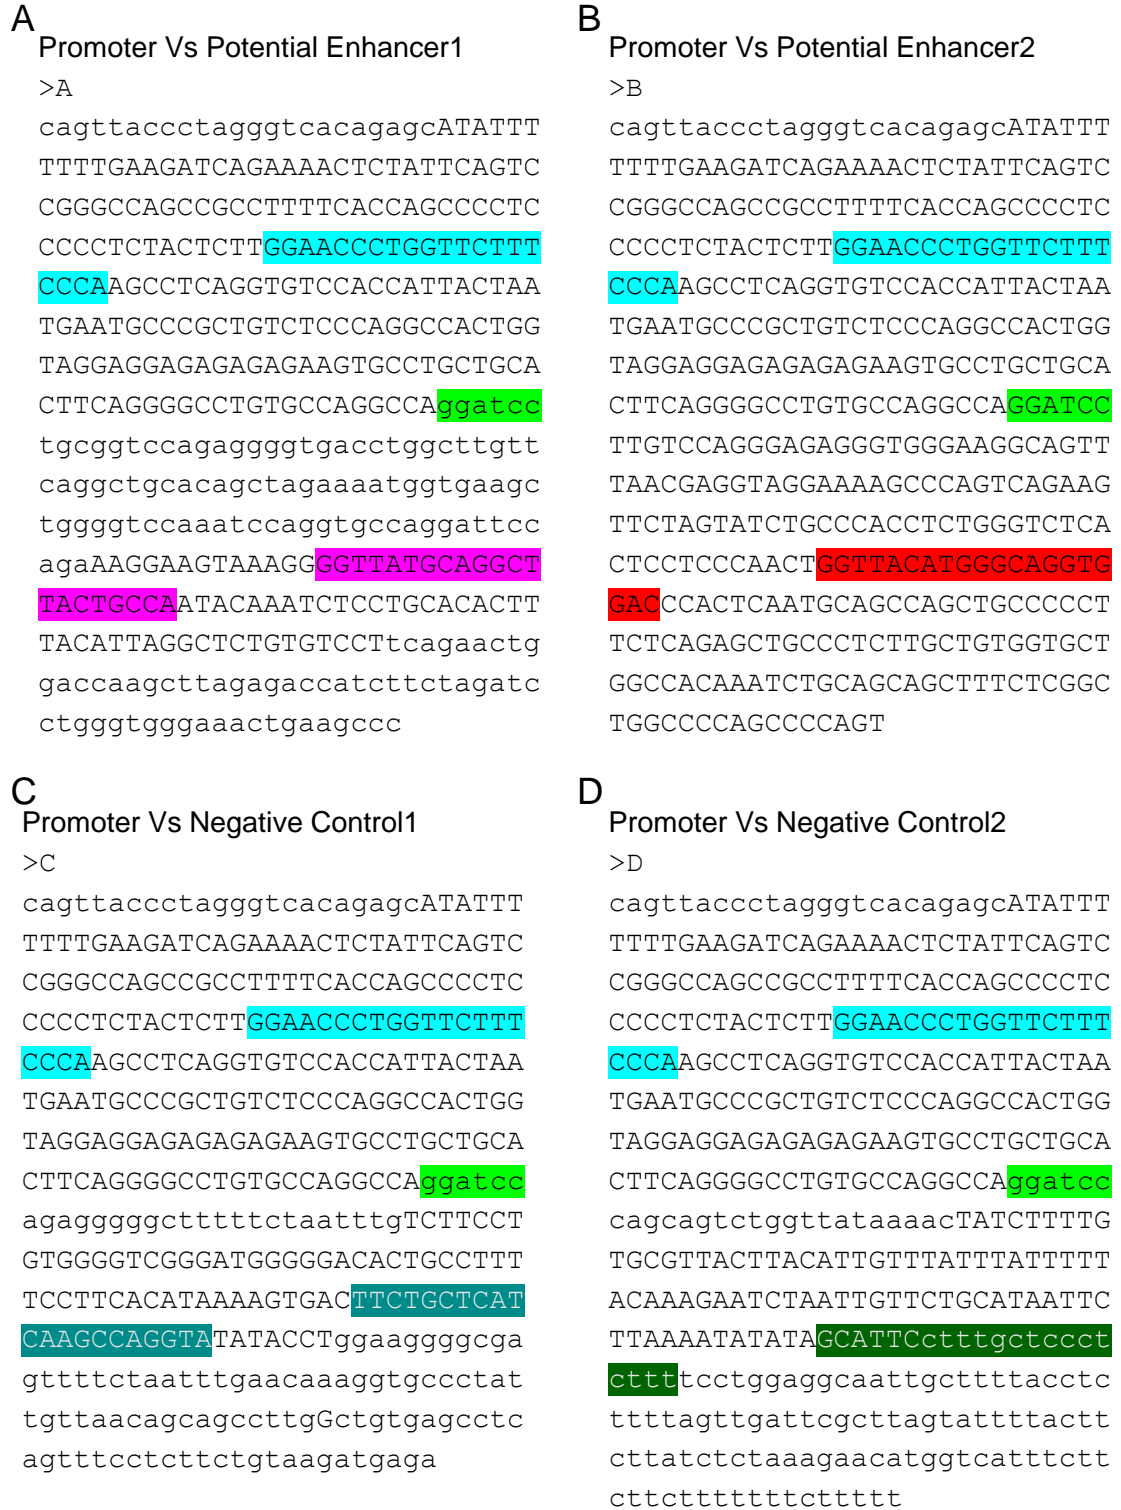 A
Promoter Vs Potential Enhancer1
>A
cagttaccctagggtcacagagcATATTT
TTTTGAAGATCAGAAAACTCTATTCAGTC
CGGGCCAGCCGCCTTTTCACCAGCCCCTC
CCCCTCTACTCTTGGAACCCTGGTTCTTT
CCCAAGCCTCAGGTGTCCACCATTACTAA
TGAATGCCCGCTGTCTCCCAGGCCACTGG
TAGGAGGAGAGAGAGAAGTGCCTGCTGCA
CTTCAGGGGCCTGTGCCAGGCCAggatcc
tgcggtccagaggggtgacctggcttgtt
caggctgcacagctagaaaatggtgaagc
tggggtccaaatccaggtgccaggattcc
agaAAGGAAGTAAAGGGGTTATGCAGGCT
TACTGCCAATACAAATCTCCTGCACACTT
TACATTAGGCTCTGTGTCCTtcagaactg
gaccaagcttagagaccatcttctagatc
ctgggtgggaaactgaagccc
B
Promoter Vs Potential Enhancer2
>B
cagttaccctagggtcacagagcATATTT
TTTTGAAGATCAGAAAACTCTATTCAGTC
CGGGCCAGCCGCCTTTTCACCAGCCCCTC
CCCCTCTACTCTTGGAACCCTGGTTCTTT
CCCAAGCCTCAGGTGTCCACCATTACTAA
TGAATGCCCGCTGTCTCCCAGGCCACTGG
TAGGAGGAGAGAGAGAAGTGCCTGCTGCA
CTTCAGGGGCCTGTGCCAGGCCAGGATCC
TTGTCCAGGGAGAGGGTGGGAAGGCAGTT
TAACGAGGTAGGAAAAGCCCAGTCAGAAG
TTCTAGTATCTGCCCACCTCTGGGTCTCA
CTCCTCCCAACTGGTTACATGGGCAGGTG
GACCCACTCAATGCAGCCAGCTGCCCCCT
TCTCAGAGCTGCCCTCTTGCTGTGGTGCT
GGCCACAAATCTGCAGCAGCTTTCTCGGC
TGGCCCCAGCCCCAGT
C
Promoter Vs Negative Control1
>C
cagttaccctagggtcacagagcATATTT
TTTTGAAGATCAGAAAACTCTATTCAGTC
CGGGCCAGCCGCCTTTTCACCAGCCCCTC
CCCCTCTACTCTTGGAACCCTGGTTCTTT
CCCAAGCCTCAGGTGTCCACCATTACTAA
TGAATGCCCGCTGTCTCCCAGGCCACTGG
TAGGAGGAGAGAGAGAAGTGCCTGCTGCA
CTTCAGGGGCCTGTGCCAGGCCAggatcc
agagggggctttttctaatttgTCTTCCT
GTGGGGTCGGGATGGGGGACACTGCCTTT
TCCTTCACATAAAAGTGACTTCTGCTCAT
CAAGCCAGGTATATACCTggaaggggcga
gttttctaatttgaacaaaggtgccctat
tgttaacagcagccttgGctgtgagcctc
agtttcctcttctgtaagatgaga
D
Promoter Vs Negative Control2
>D
cagttaccctagggtcacagagcATATTT
TTTTGAAGATCAGAAAACTCTATTCAGTC
CGGGCCAGCCGCCTTTTCACCAGCCCCTC
CCCCTCTACTCTTGGAACCCTGGTTCTTT
CCCAAGCCTCAGGTGTCCACCATTACTAA
TGAATGCCCGCTGTCTCCCAGGCCACTGG
TAGGAGGAGAGAGAGAAGTGCCTGCTGCA
CTTCAGGGGCCTGTGCCAGGCCAggatcc
cagcagtctggttataaaacTATCTTTTG
TGCGTTACTTACATTGTTTATTTATTTTT
ACAAAGAATCTAATTGTTCTGCATAATTC
TTAAAATATATAGCATTCctttgctccct
cttttcctggaggcaattgcttttacctc
ttttagttgattcgcttagtattttactt
cttatctctaaagaacatggtcatttctt
cttctttttttcttttt